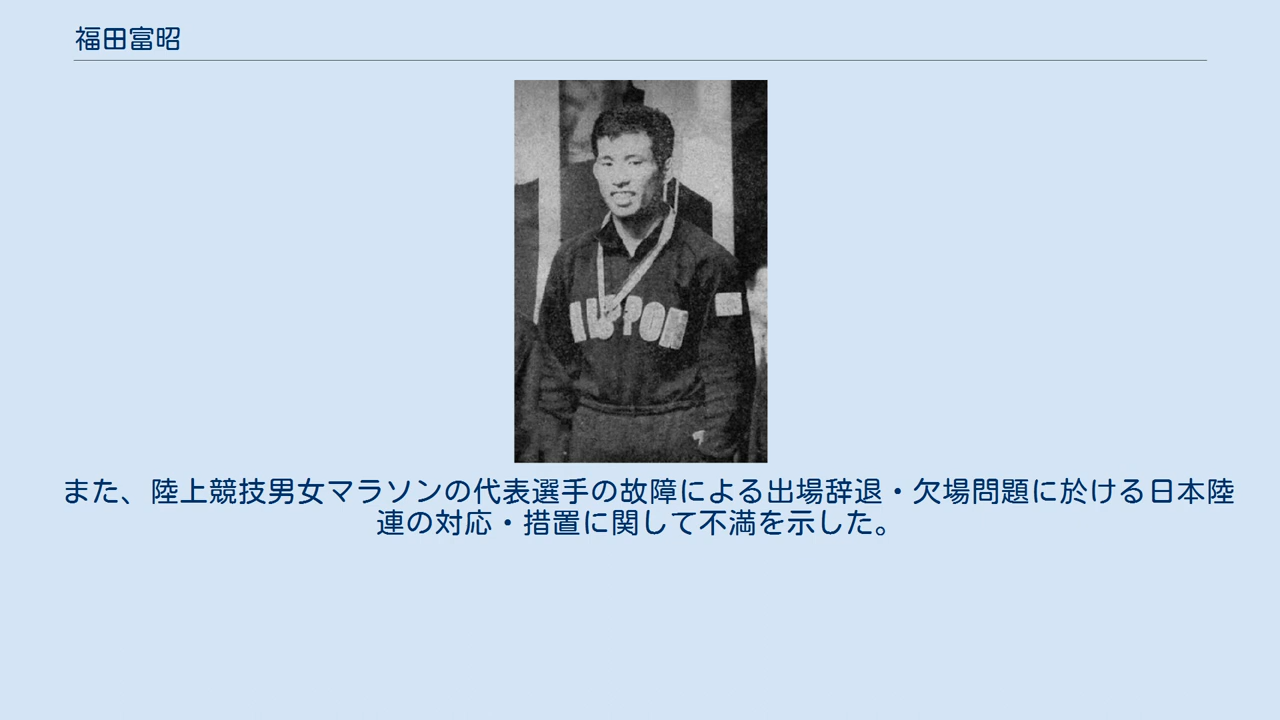 福田富昭
NIPPON
また、陸上競技男女マラソンの代表選手の故障による出場辞退・欠場問題に於ける日本陸
連の対応・措置に関して不満を示した。